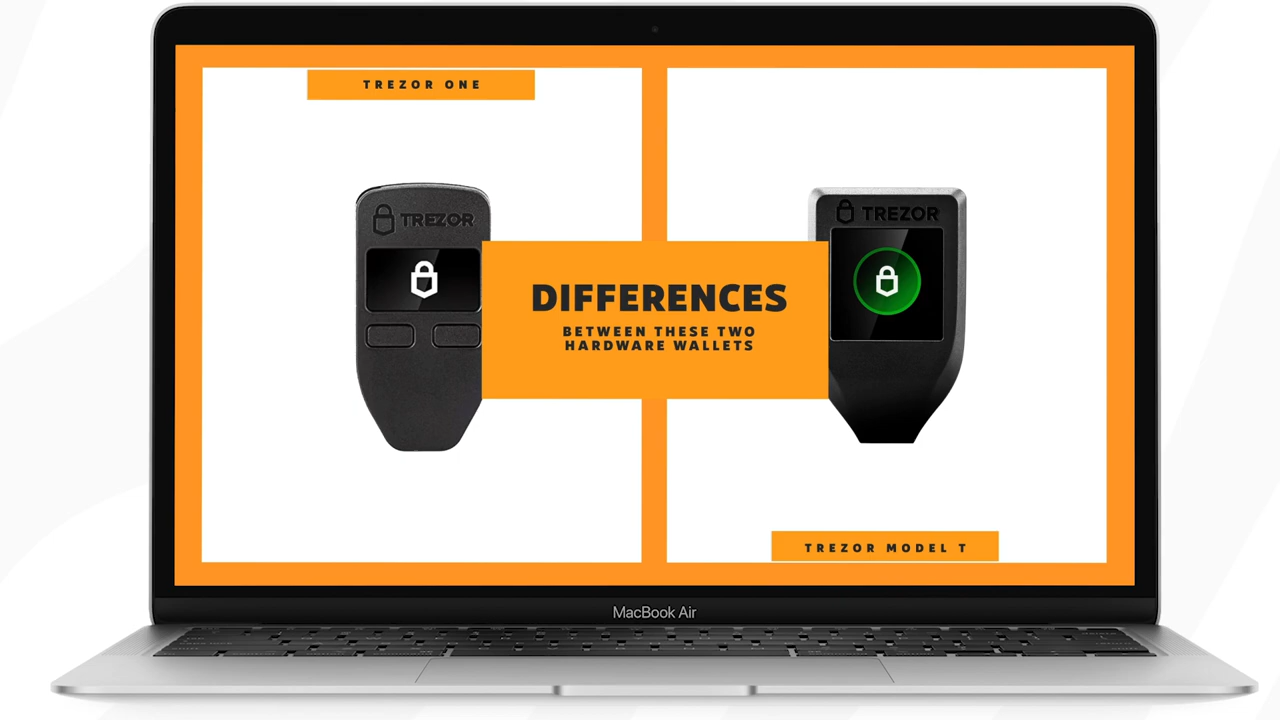 TREZOR ONE
TREZOR
TREZOR
DIFFERENCES
BETWEEN THESE TWO
HARDWARE WALLETS
TREZOR MODEL T
MacBook Air